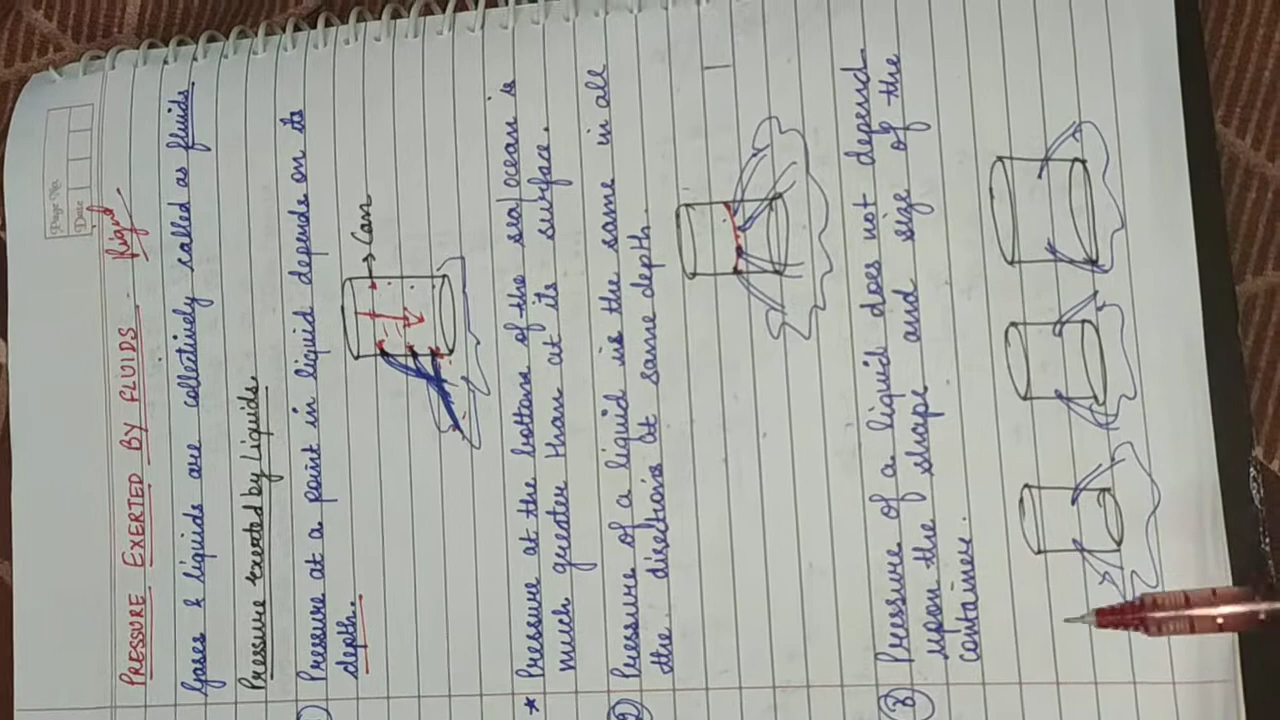 Page No.
Date
PRESSURE EXERTED BY FLUIDS -
Gases & liquids are collectively called as fluids
Pressure exerted by Liquids.
Pressure at a point in liquid depends on its
depth.
→ Can
* Pressure at the bottom of the sea/ocean is
much greater than at its surface.
2 Pressure of a liquid is the same in all
the directions at same depth.
3 Pressure of a liquid does not depend
upon the shape and size of the
container.